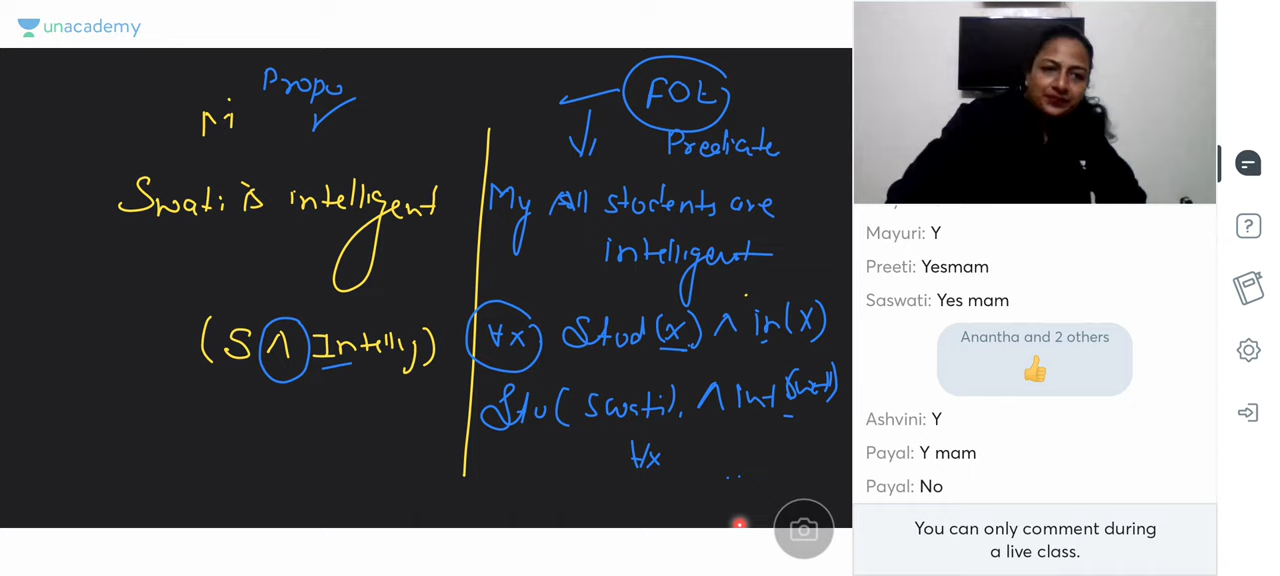 unacademy
Propo
FOL
Predicate
Swati is intelligent
My All students are
intelligent
(S ∧ Intellig)
∀x Stud(x) ∧ in(x)
Stu(swati). ∧ Int(swati)
∀x
Mayuri: Y
Preeti: Yesmam
Saswati: Yes mam
Anantha and 2 others
👍
Ashvini: Y
Payal: Y mam
Payal: No
You can only comment during
a live class.